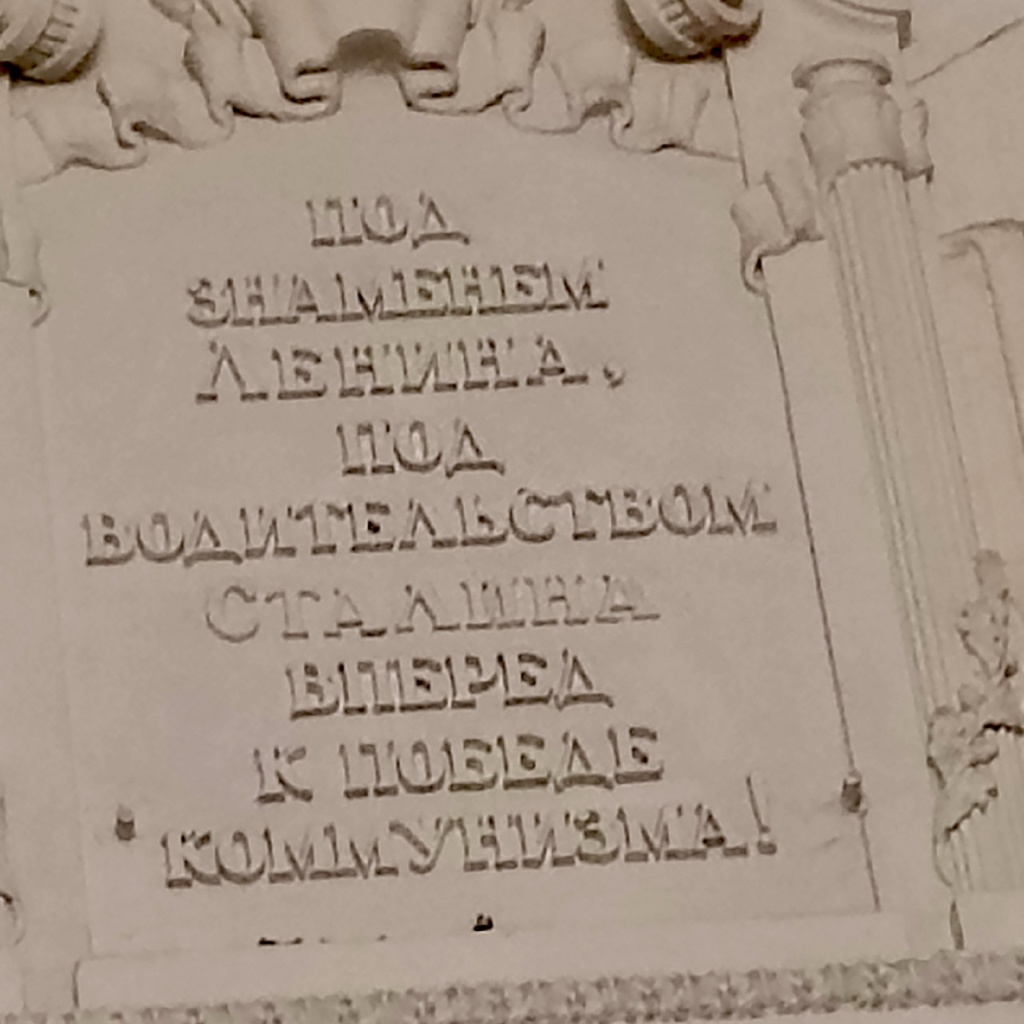 ПОД
ЗНАМЕНЕМ
ЛЕНИНА,
ПОД
ВОДИТЕЛЬСТВОМ
СТАЛИНА
ВПЕРЕД
К ПОБЕДЕ
КОММУНИЗМА!